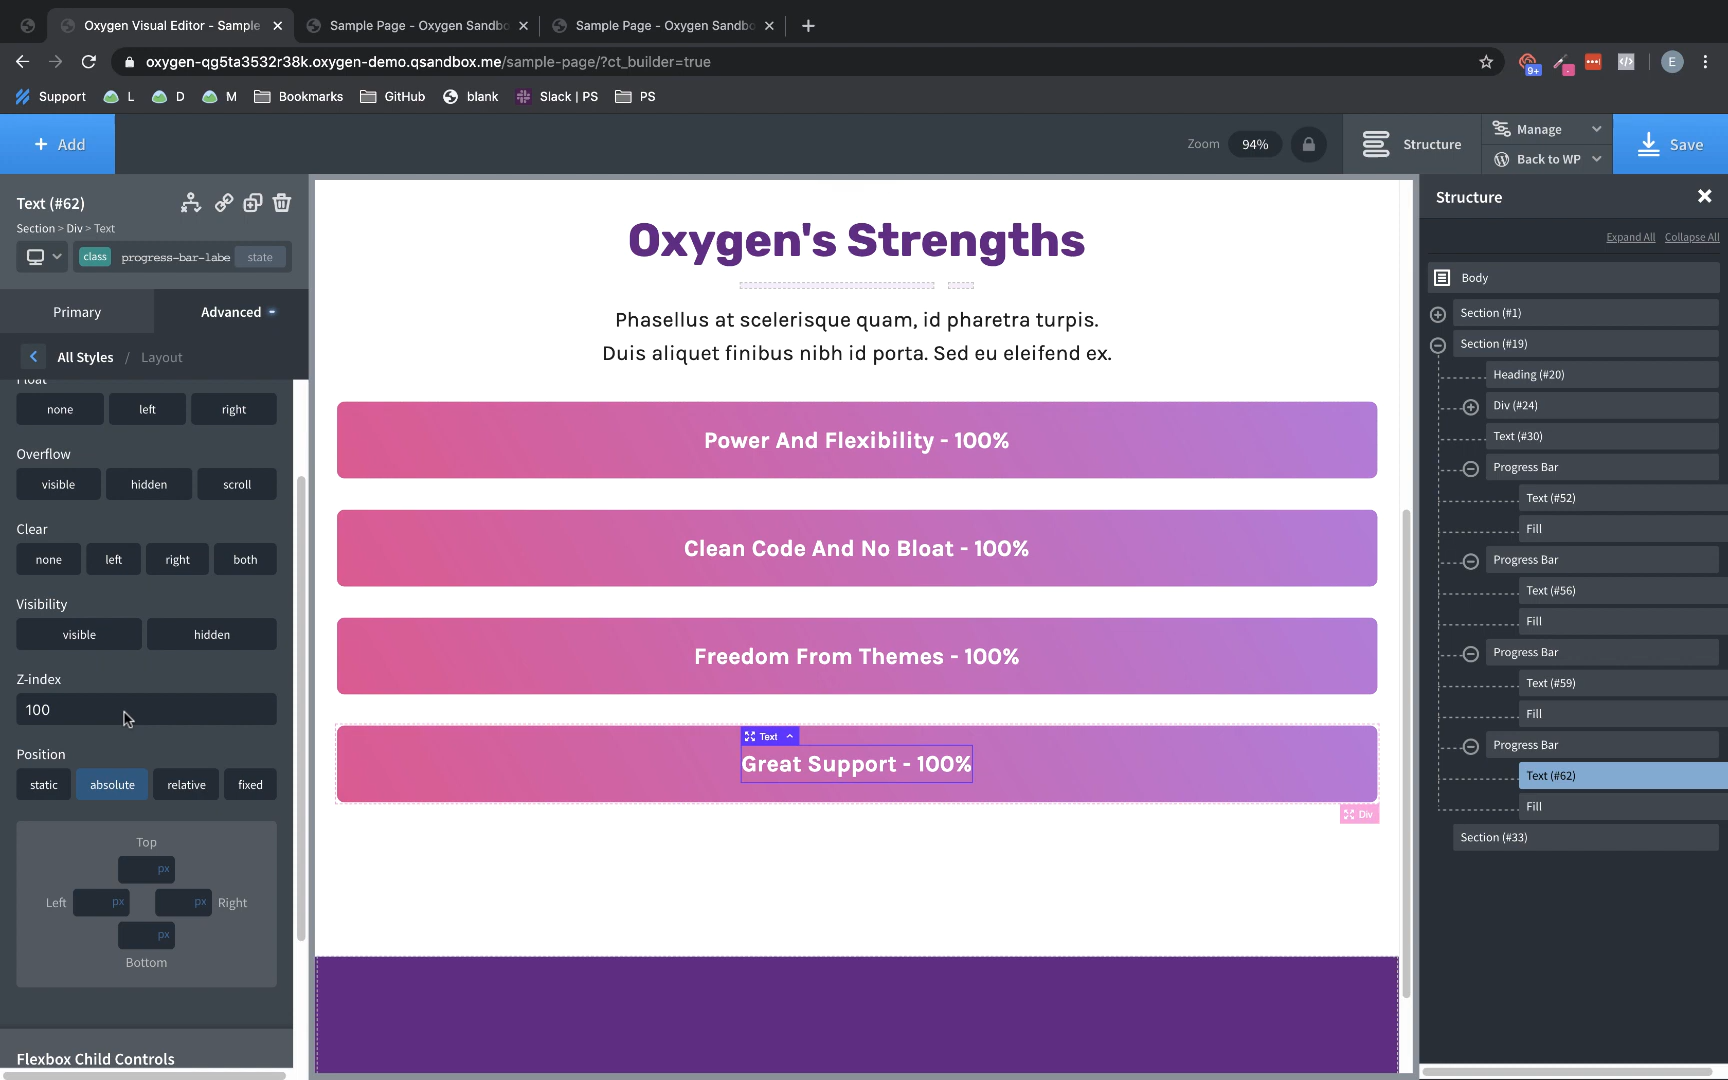 Oxygen Visual Editor - Sample
Sample Page - Oxygen Sandbo
Sample Page - Oxygen Sandbo
oxygen-qg5ta3532r38k.oxygen-demo.qsandbox.me/sample-page/?ct_builder=true
9+
E
Support
L
D
M
Bookmarks
GitHub
blank
Slack | PS
PS
+ Add
Zoom
94%
Structure
Manage
Back to WP
Save
Text (#62)
Section > Div > Text
class
progress-bar-labe
state
Primary
Advanced
All Styles / Layout
Float
none
left
right
Overflow
visible
hidden
scroll
Clear
none
left
right
both
Visibility
visible
hidden
Z-index
100
Position
static
absolute
relative
fixed
Top
px
Left
px
px
Right
px
Bottom
Flexbox Child Controls
Oxygen's Strengths
Phasellus at scelerisque quam, id pharetra turpis.
Duis aliquet finibus nibh id porta. Sed eu eleifend ex.
Power And Flexibility - 100%
Clean Code And No Bloat - 100%
Freedom From Themes - 100%
Text
Great Support - 100%
Div
Structure
Expand All
Collapse All
Body
Section (#1)
Section (#19)
Heading (#20)
Div (#24)
Text (#30)
Progress Bar
Text (#52)
Fill
Progress Bar
Text (#56)
Fill
Progress Bar
Text (#59)
Fill
Progress Bar
Text (#62)
Fill
Section (#33)